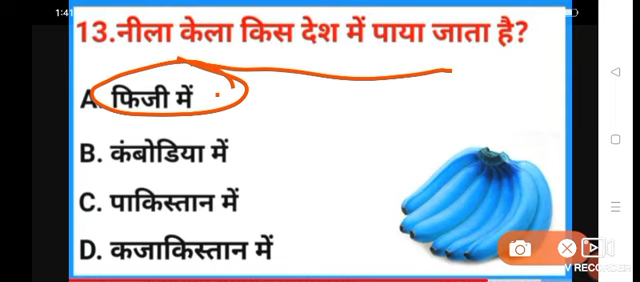 1:41
13.नीला केला किस देश में पाया जाता है?
A. फिजी में
B. कंबोडिया में
C. पाकिस्तान में
D. कजाकिस्तान में
V RECORDER